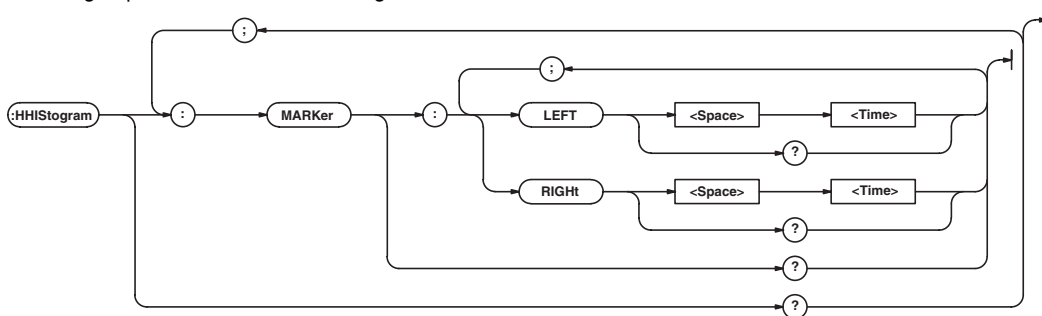 ;
;
:HHIStogram
:
MARKer
:
LEFT
<Space>
<Time>
?
RIGHt
<Space>
<Time>
?
?
?